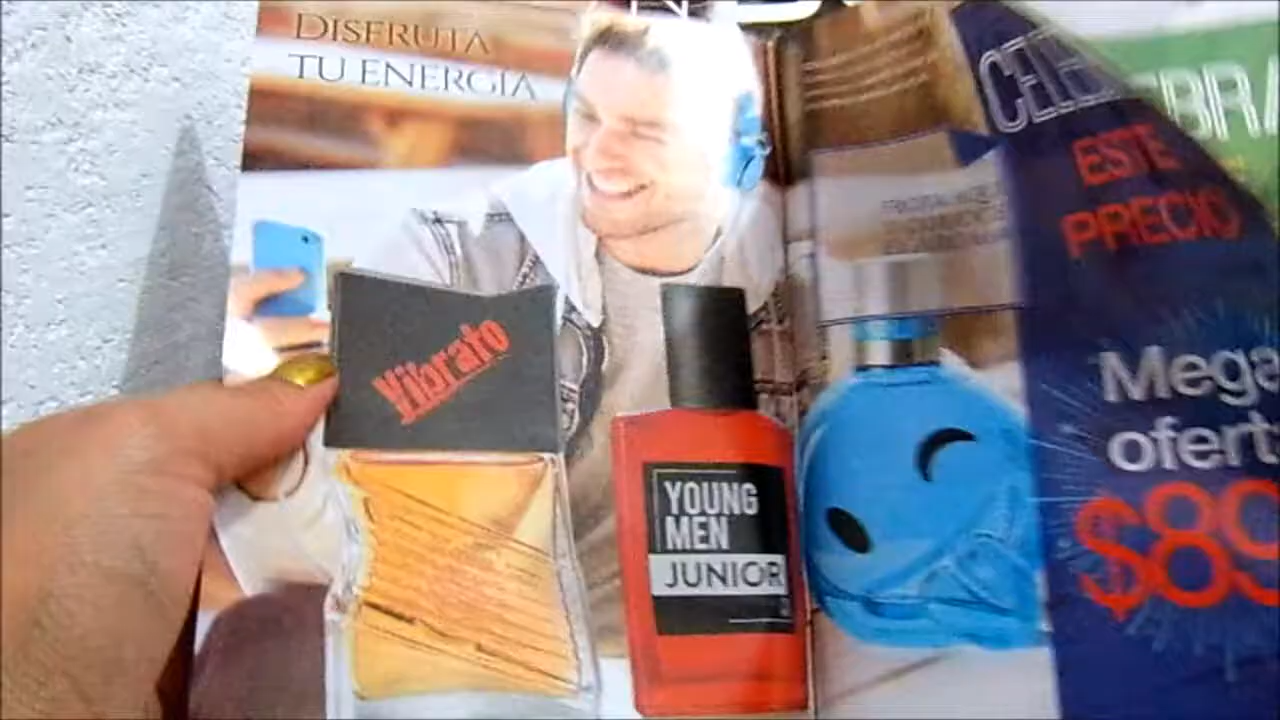 DISFRUTA
TU ENERGÍA
Vibrato
YOUNG
MEN
JUNIOR
ESTE
PRECIO
Mega
ofert
$89